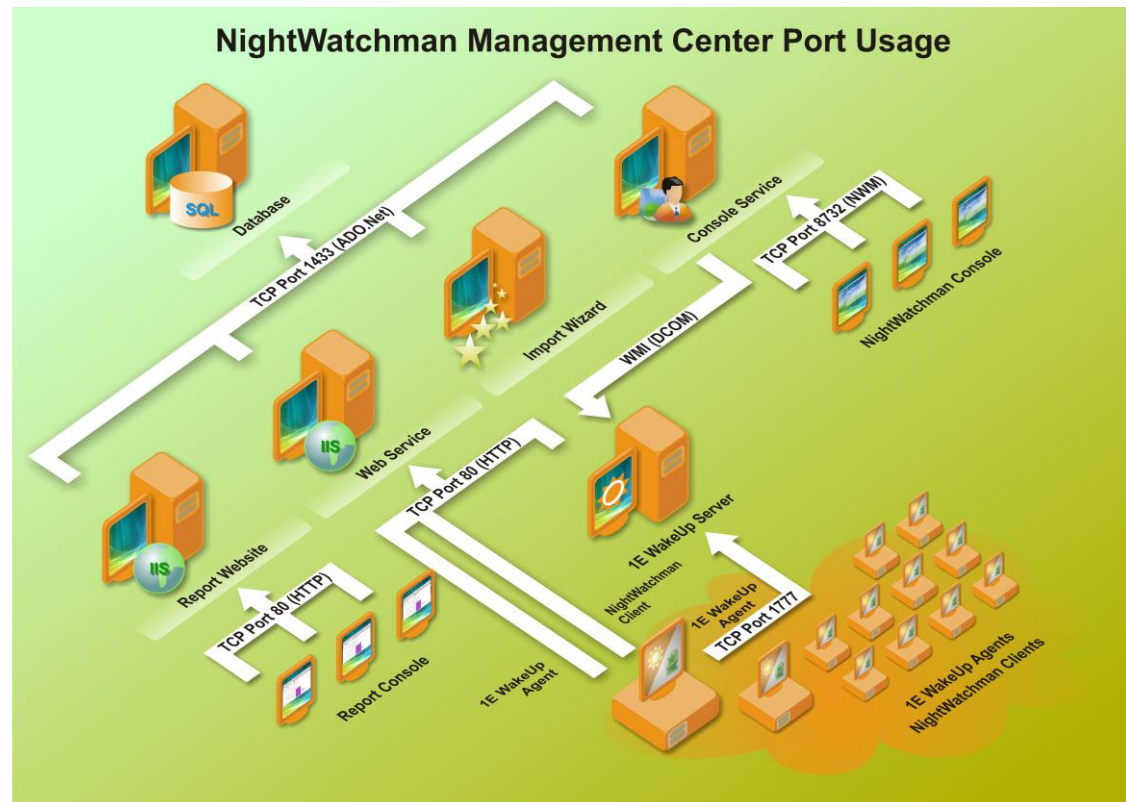 NightWatchman Management Center Port Usage
SQL
Database
TCP Port 1433 (ADO.Net)
Console Service
TCP Port 8732 (NWM)
NightWatchman Console
Import Wizard
WMI (DCOM)
IIS
Web Service
TCP Port 80 (HTTP)
1E WakeUp Server
IIS
Report Website
TCP Port 80 (HTTP)
Report Console
1E WakeUp
Agent
NightWatchman
Client
1E WakeUp
Agent
TCP Port 1777
1E WakeUp Agents
NightWatchman Clients